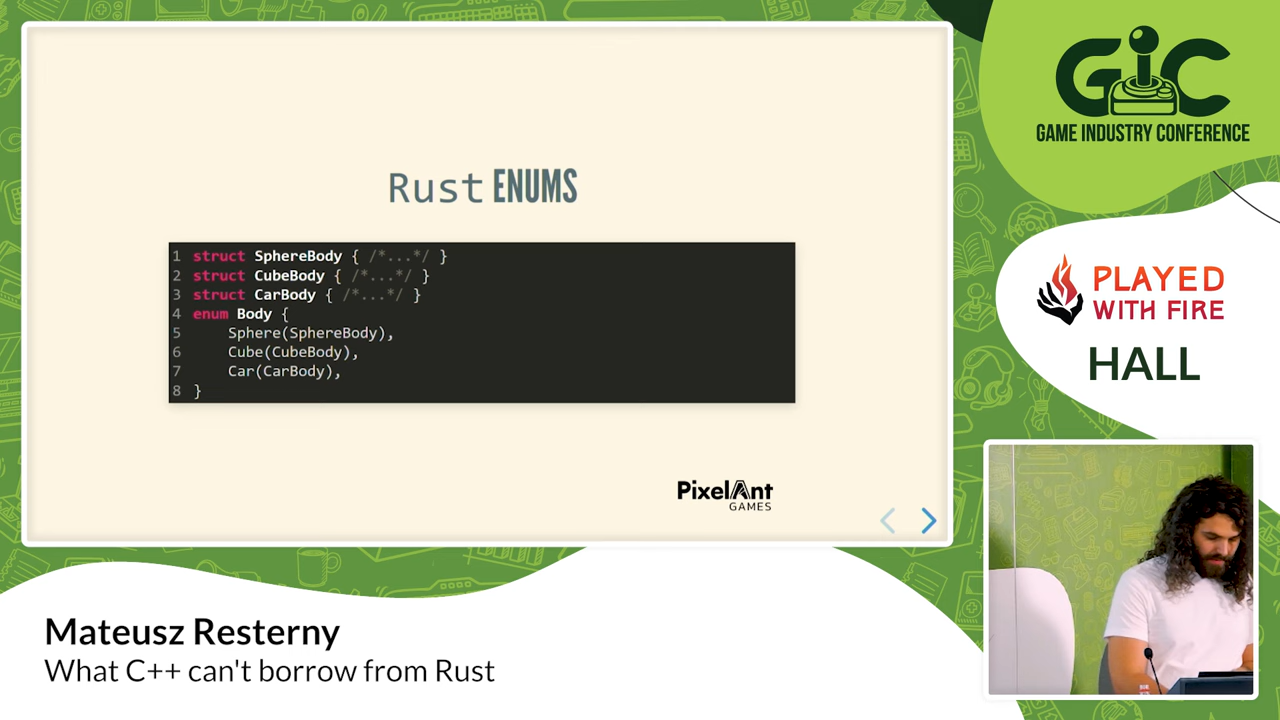 Rust ENUMS
1 struct SphereBody { /*...*/ }
2 struct CubeBody { /*...*/ }
3 struct CarBody { /*...*/ }
4 enum Body {
5     Sphere(SphereBody),
6     Cube(CubeBody),
7     Car(CarBody),
8 }
PixelAnt
GAMES
GIC
GAME INDUSTRY CONFERENCE
PLAYED
WITH FIRE
HALL
Mateusz Resterny
What C++ can't borrow from Rust